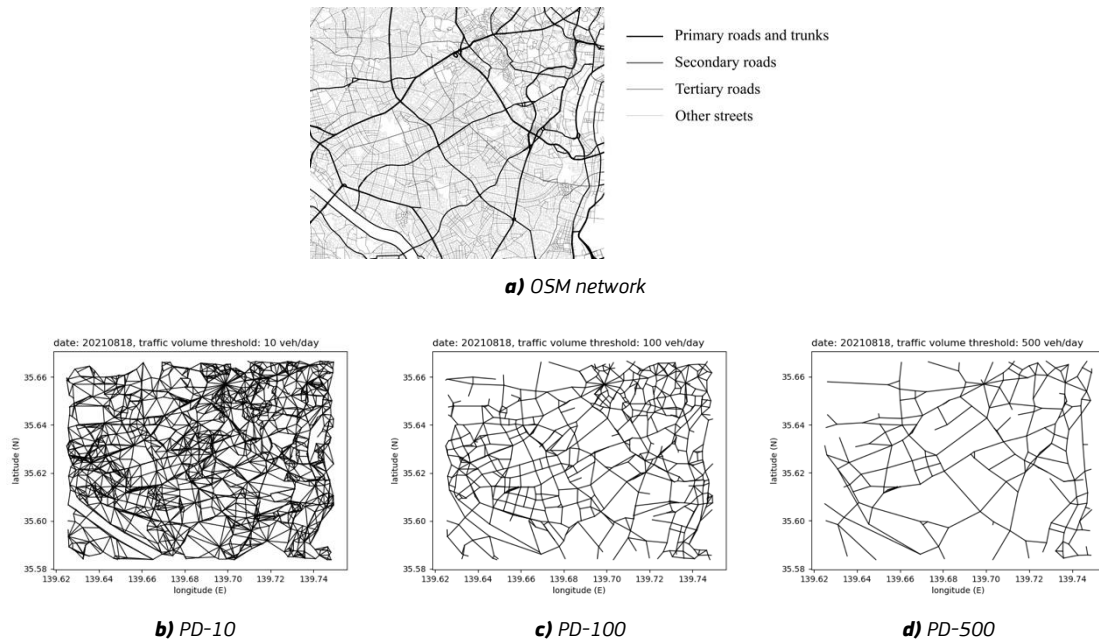 Primary roads and trunks
Secondary roads
Tertiary roads
Other streets
a) OSM network
date: 20210818, traffic volume threshold: 10 veh/day
35.66
35.64
35.62
35.60
35.58
latitude (N)
139.62 139.64 139.66 139.68 139.70 139.72 139.74
longitude (E)
b) PD-10
date: 20210818, traffic volume threshold: 100 veh/day
35.66
35.64
35.62
35.60
35.58
latitude (N)
139.62 139.64 139.66 139.68 139.70 139.72 139.74
longitude (E)
c) PD-100
date: 20210818, traffic volume threshold: 500 veh/day
35.66
35.64
35.62
35.60
35.58
latitude (N)
139.62 139.64 139.66 139.68 139.70 139.72 139.74
longitude (E)
d) PD-500